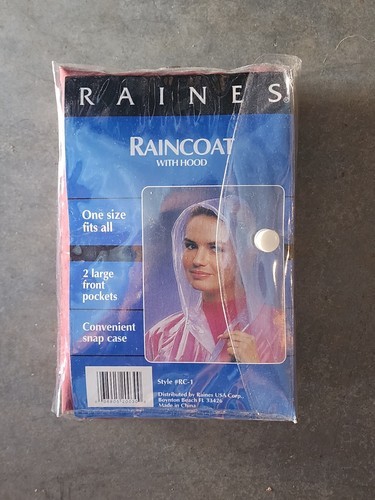 RAINES®
RAINCOAT
WITH HOOD
One size
fits all
2 large
front
pockets
Convenient
snap case
Style #RC-1
Distributed by Raines USA Corp.
Boynton Beach FL 33426
Made in China